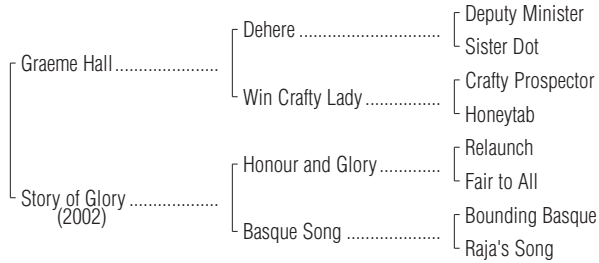 Deputy Minister
Dehere
Sister Dot
Graeme Hall
Crafty Prospector
Win Crafty Lady
Honeytab
Relaunch
Honour and Glory
Fair to All
Story of Glory
(2002)
Bounding Basque
Basque Song
Raja's Song